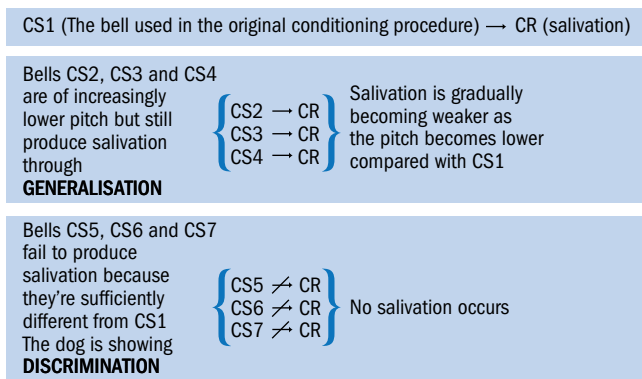 CS1 (The bell used in the original conditioning procedure) → CR (salivation)
Bells CS2, CS3 and CS4
are of increasingly
lower pitch but still
produce salivation
through
GENERALISATION
CS2 → CR
CS3 → CR
CS4 → CR
Salivation is gradually
becoming weaker as
the pitch becomes lower
compared with CS1
Bells CS5, CS6 and CS7
fail to produce
salivation because
they're sufficiently
different from CS1
The dog is showing
DISCRIMINATION
CS5 ↛ CR
CS6 ↛ CR
CS7 ↛ CR
No salivation occurs